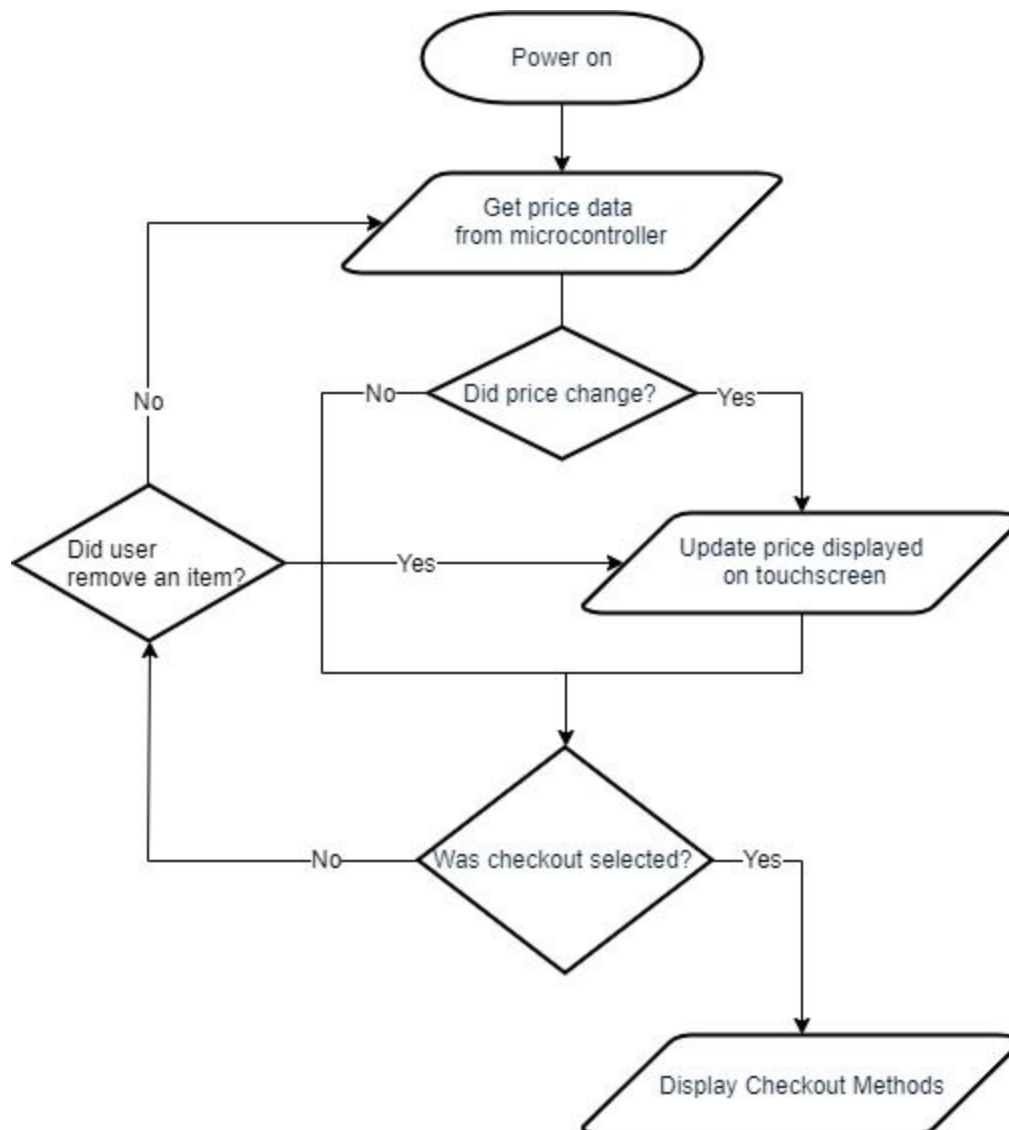 Power on
Get price data
from microcontroller
No
Did price change?
Yes
No
Did user
remove an item?
Yes
Update price displayed
on touchscreen
No
Was checkout selected?
Yes
Display Checkout Methods